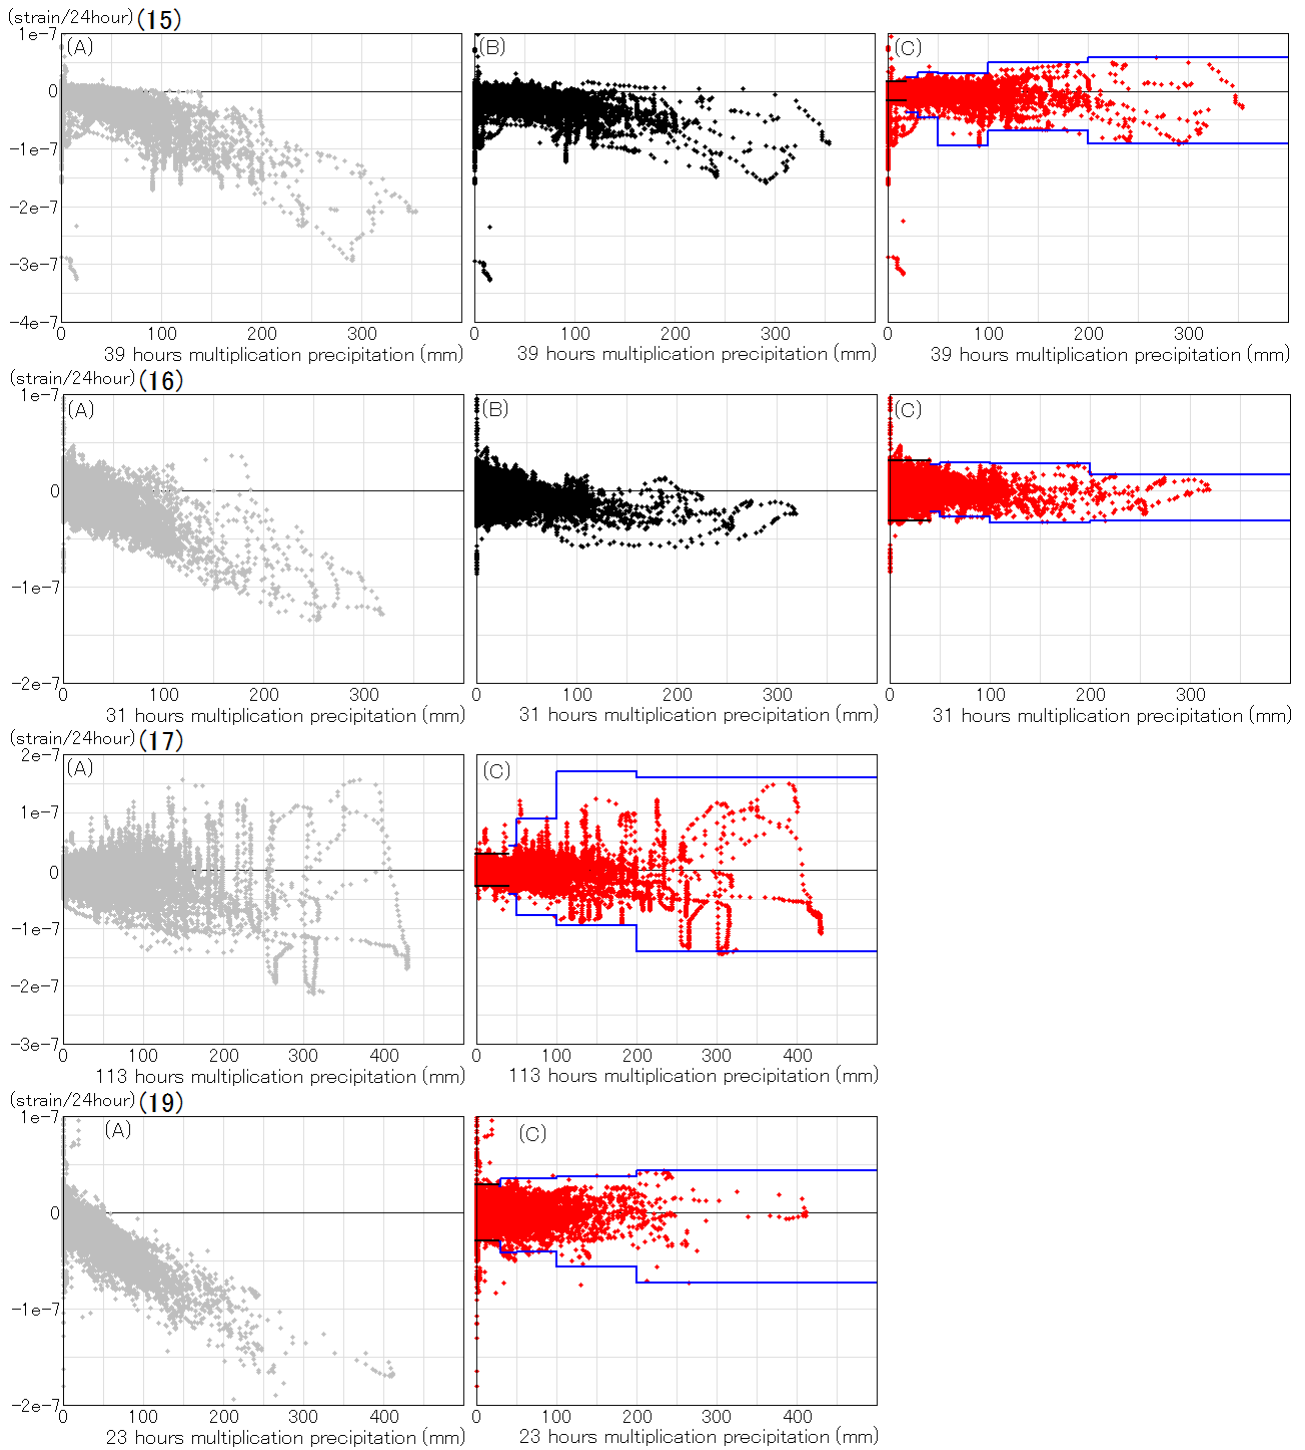 (strain/24hour) (15)
1e-7
0
-1e-7
-2e-7
-3e-7
-4e-7
(A)
(B)
(C)
0 100 200 300
0 100 200 300
0 100 200 300
39 hours multiplication precipitation (mm)
39 hours multiplication precipitation (mm)
39 hours multiplication precipitation (mm)
(strain/24hour) (16)
1e-7
0
-1e-7
-2e-7
(A)
(B)
(C)
0 100 200 300
0 100 200 300
0 100 200 300
31 hours multiplication precipitation (mm)
31 hours multiplication precipitation (mm)
31 hours multiplication precipitation (mm)
(strain/24hour) (17)
2e-7
1e-7
0
-1e-7
-2e-7
-3e-7
(A)
(C)
0 100 200 300 400
0 100 200 300 400
113 hours multiplication precipitation (mm)
113 hours multiplication precipitation (mm)
(strain/24hour) (19)
1e-7
0
-1e-7
-2e-7
(A)
(C)
0 100 200 300 400
0 100 200 300 400
23 hours multiplication precipitation (mm)
23 hours multiplication precipitation (mm)